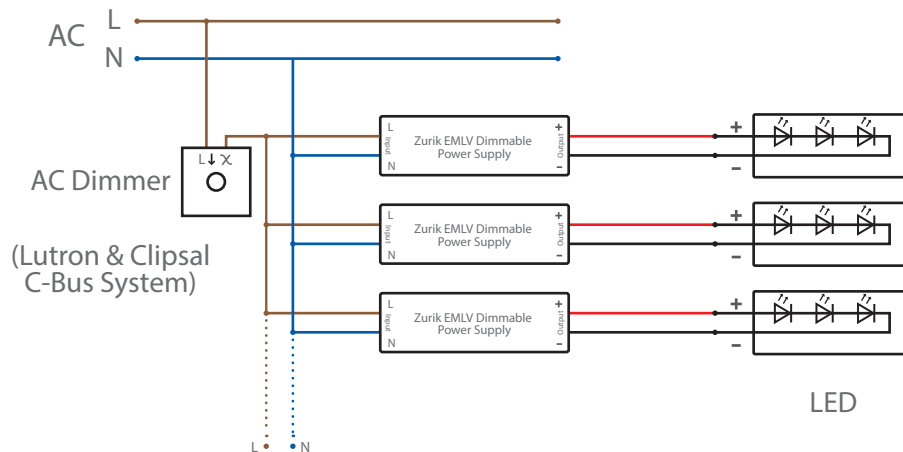 AC
L
N
AC Dimmer
L ↓ χ
(Lutron & Clipsal
C-Bus System)
L
Input
N
Zurik EMLV Dimmable
Power Supply
+
Output
–
+
–
L
Input
N
Zurik EMLV Dimmable
Power Supply
+
Output
–
+
–
L
Input
N
Zurik EMLV Dimmable
Power Supply
+
Output
–
+
–
LED
L
N